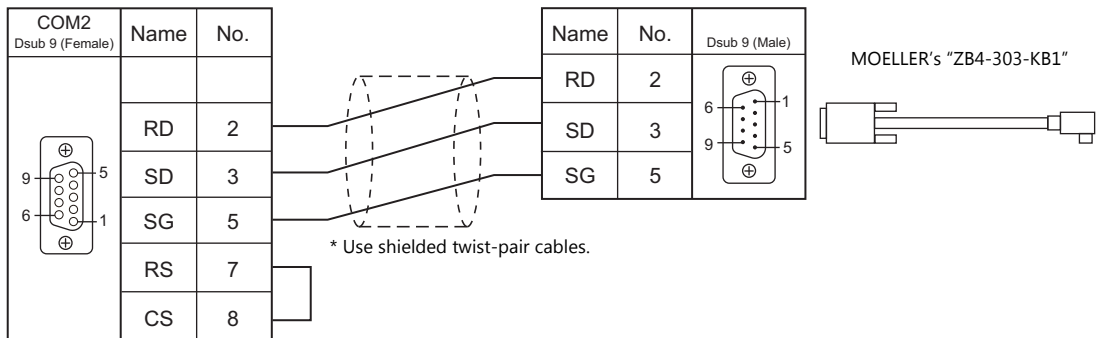 COM2
Dsub 9 (Female)
Name
No.
RD
2
SD
3
SG
5
RS
7
CS
8
9
6
5
1
* Use shielded twist-pair cables.
Name
No.
Dsub 9 (Male)
RD
2
SD
3
SG
5
6
9
1
5
MOELLER's "ZB4-303-KB1"